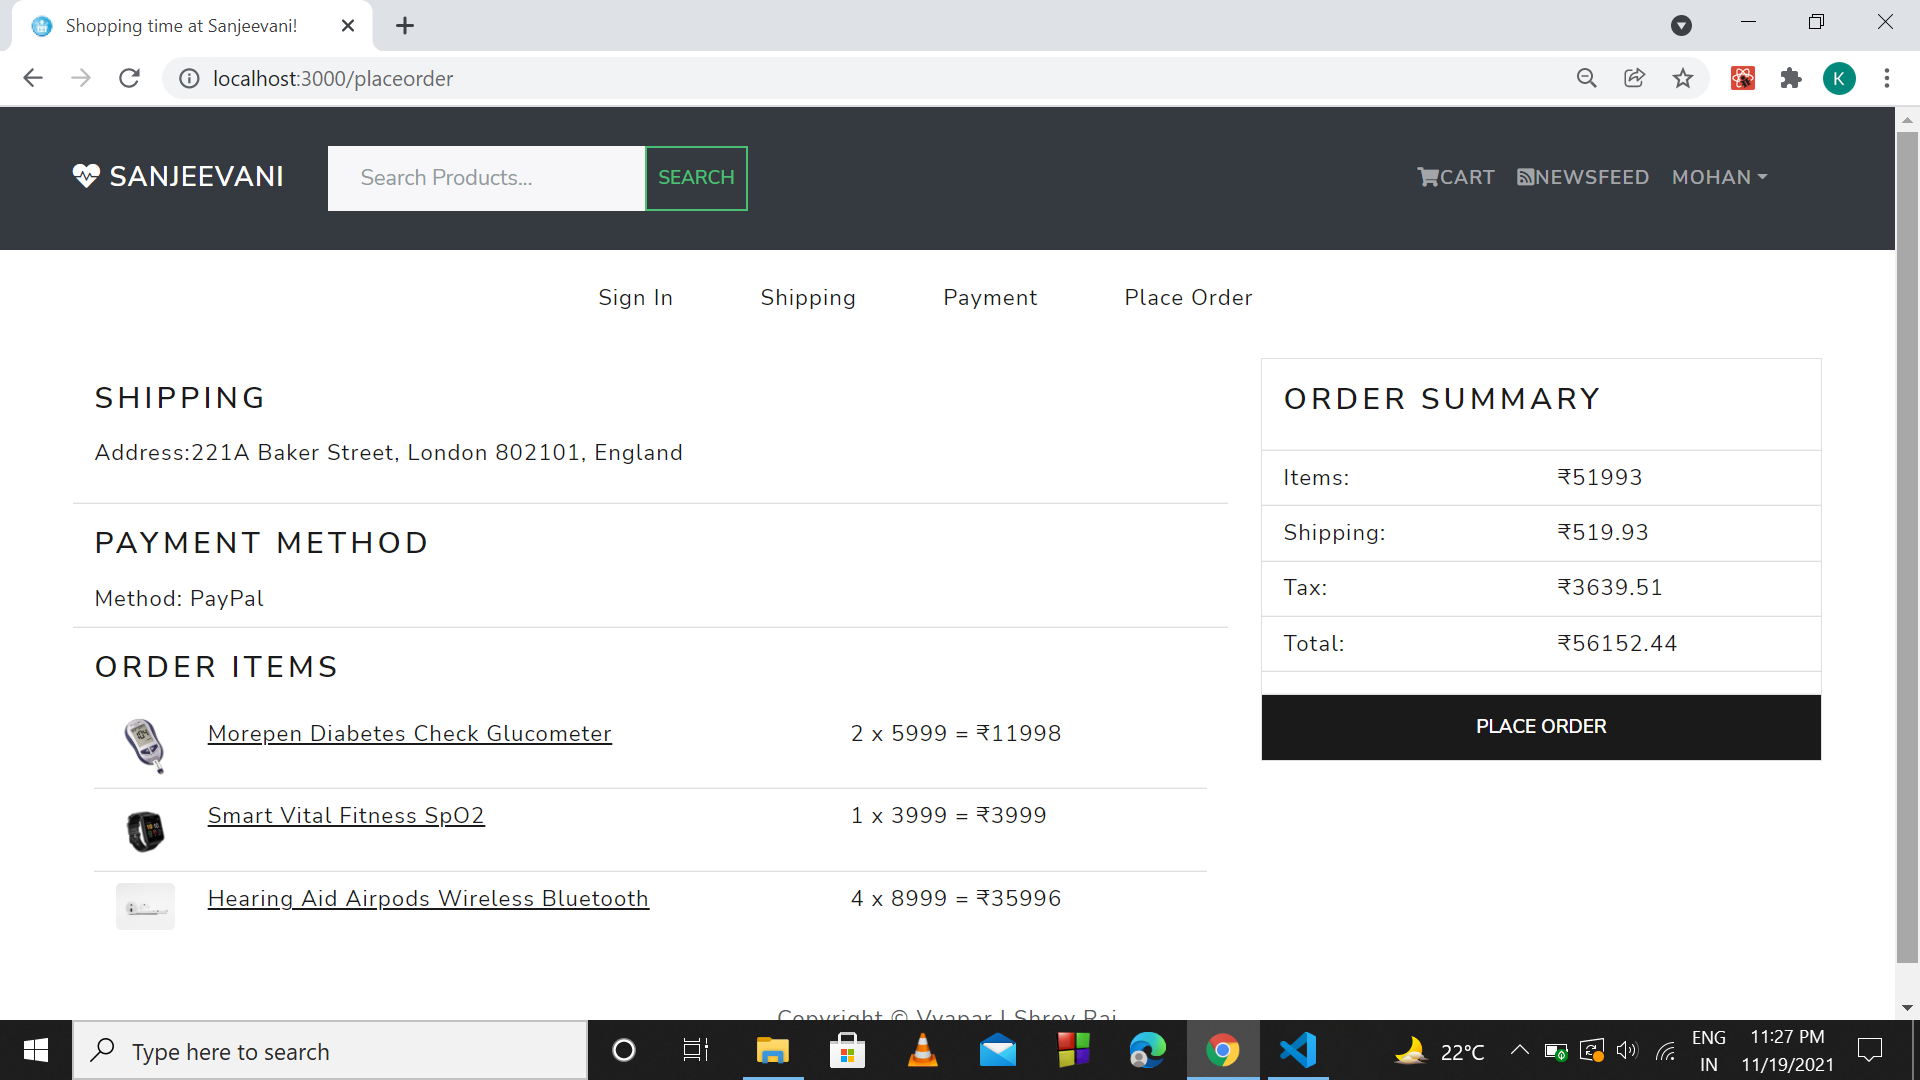 Shopping time at Sanjeevani!
localhost:3000/placeorder
K
SANJEEVANI
Search Products...
SEARCH
CART
NEWSFEED
MOHAN
Sign In
Shipping
Payment
Place Order
SHIPPING
Address:221A Baker Street, London 802101, England
PAYMENT METHOD
Method: PayPal
ORDER ITEMS
Morepen Diabetes Check Glucometer 2 x 5999 = ₹11998
Smart Vital Fitness SpO2 1 x 3999 = ₹3999
Hearing Aid Airpods Wireless Bluetooth 4 x 8999 = ₹35996
ORDER SUMMARY
Items: ₹51993
Shipping: ₹519.93
Tax: ₹3639.51
Total: ₹56152.44
PLACE ORDER
Copyright © Vyapar | Shrey Raj
Type here to search
22°C
ENG
IN
11:27 PM
11/19/2021